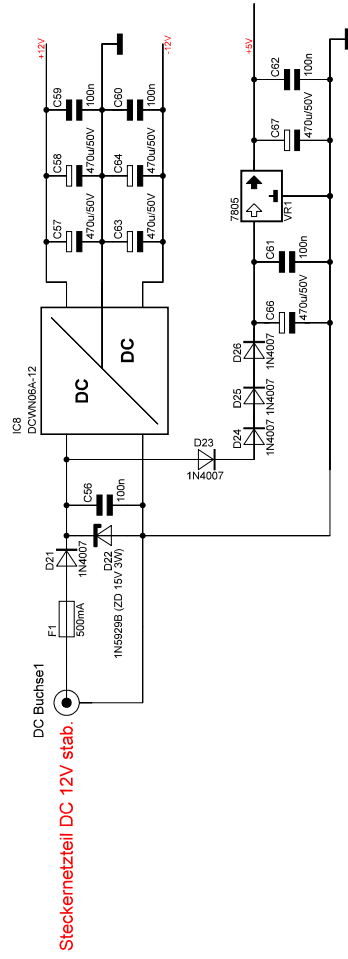 Steckernetzteil DC 12V stab.
DC Buchse1
F1
500mA
D21
1N4007
D22
1N5929B (ZD 15V 3W)
C56
100n
IC8
DCWN06A-12
DC
DC
C57
470u/50V
C58
470u/50V
C59
100n
+12V
C63
470u/50V
C64
470u/50V
C60
100n
-12V
D23
1N4007
D24
1N4007
D25
1N4007
D26
1N4007
C66
470u/50V
C61
100n
7805
VR1
C67
470u/50V
C62
100n
+5V